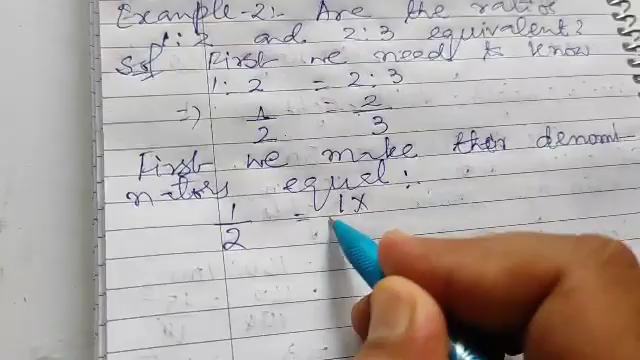 Example-2:- Are the ratios
1:2 and 2:3 equivalent?
Sol First we need to know
1:2 = 2:3
=> 1/2 = 2/3
First we make their denomi-
nators equal:
1/2 = 1x